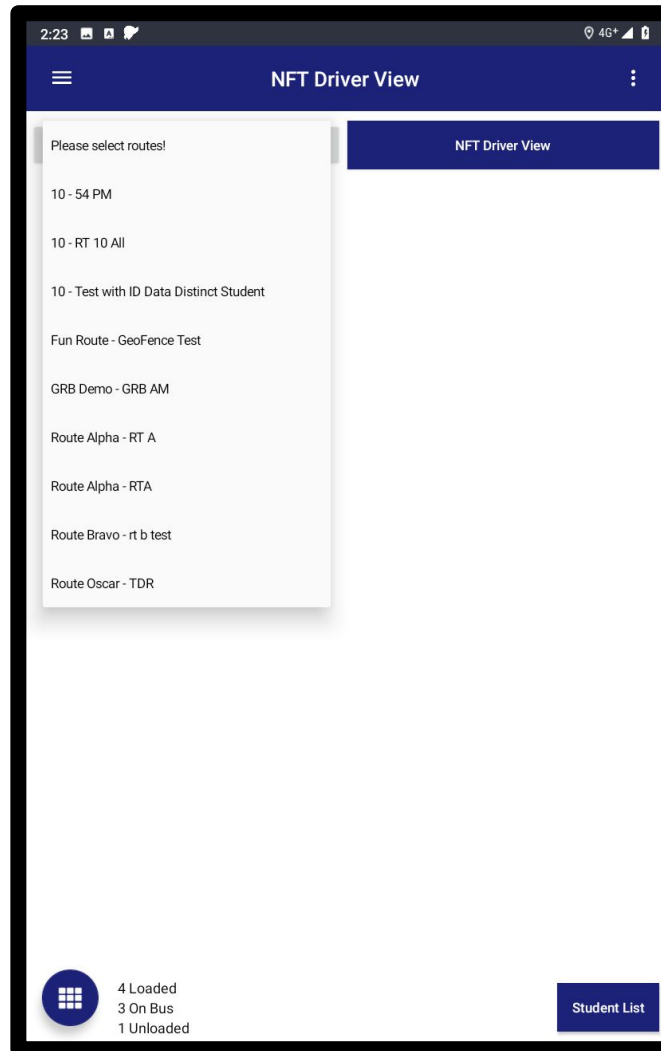 2:23
4G+
NFT Driver View
Please select routes!
NFT Driver View
10 - 54 PM
10 - RT 10 All
10 - Test with ID Data Distinct Student
Fun Route - GeoFence Test
GRB Demo - GRB AM
Route Alpha - RT A
Route Alpha - RTA
Route Bravo - rt b test
Route Oscar - TDR
4 Loaded
3 On Bus
1 Unloaded
Student List